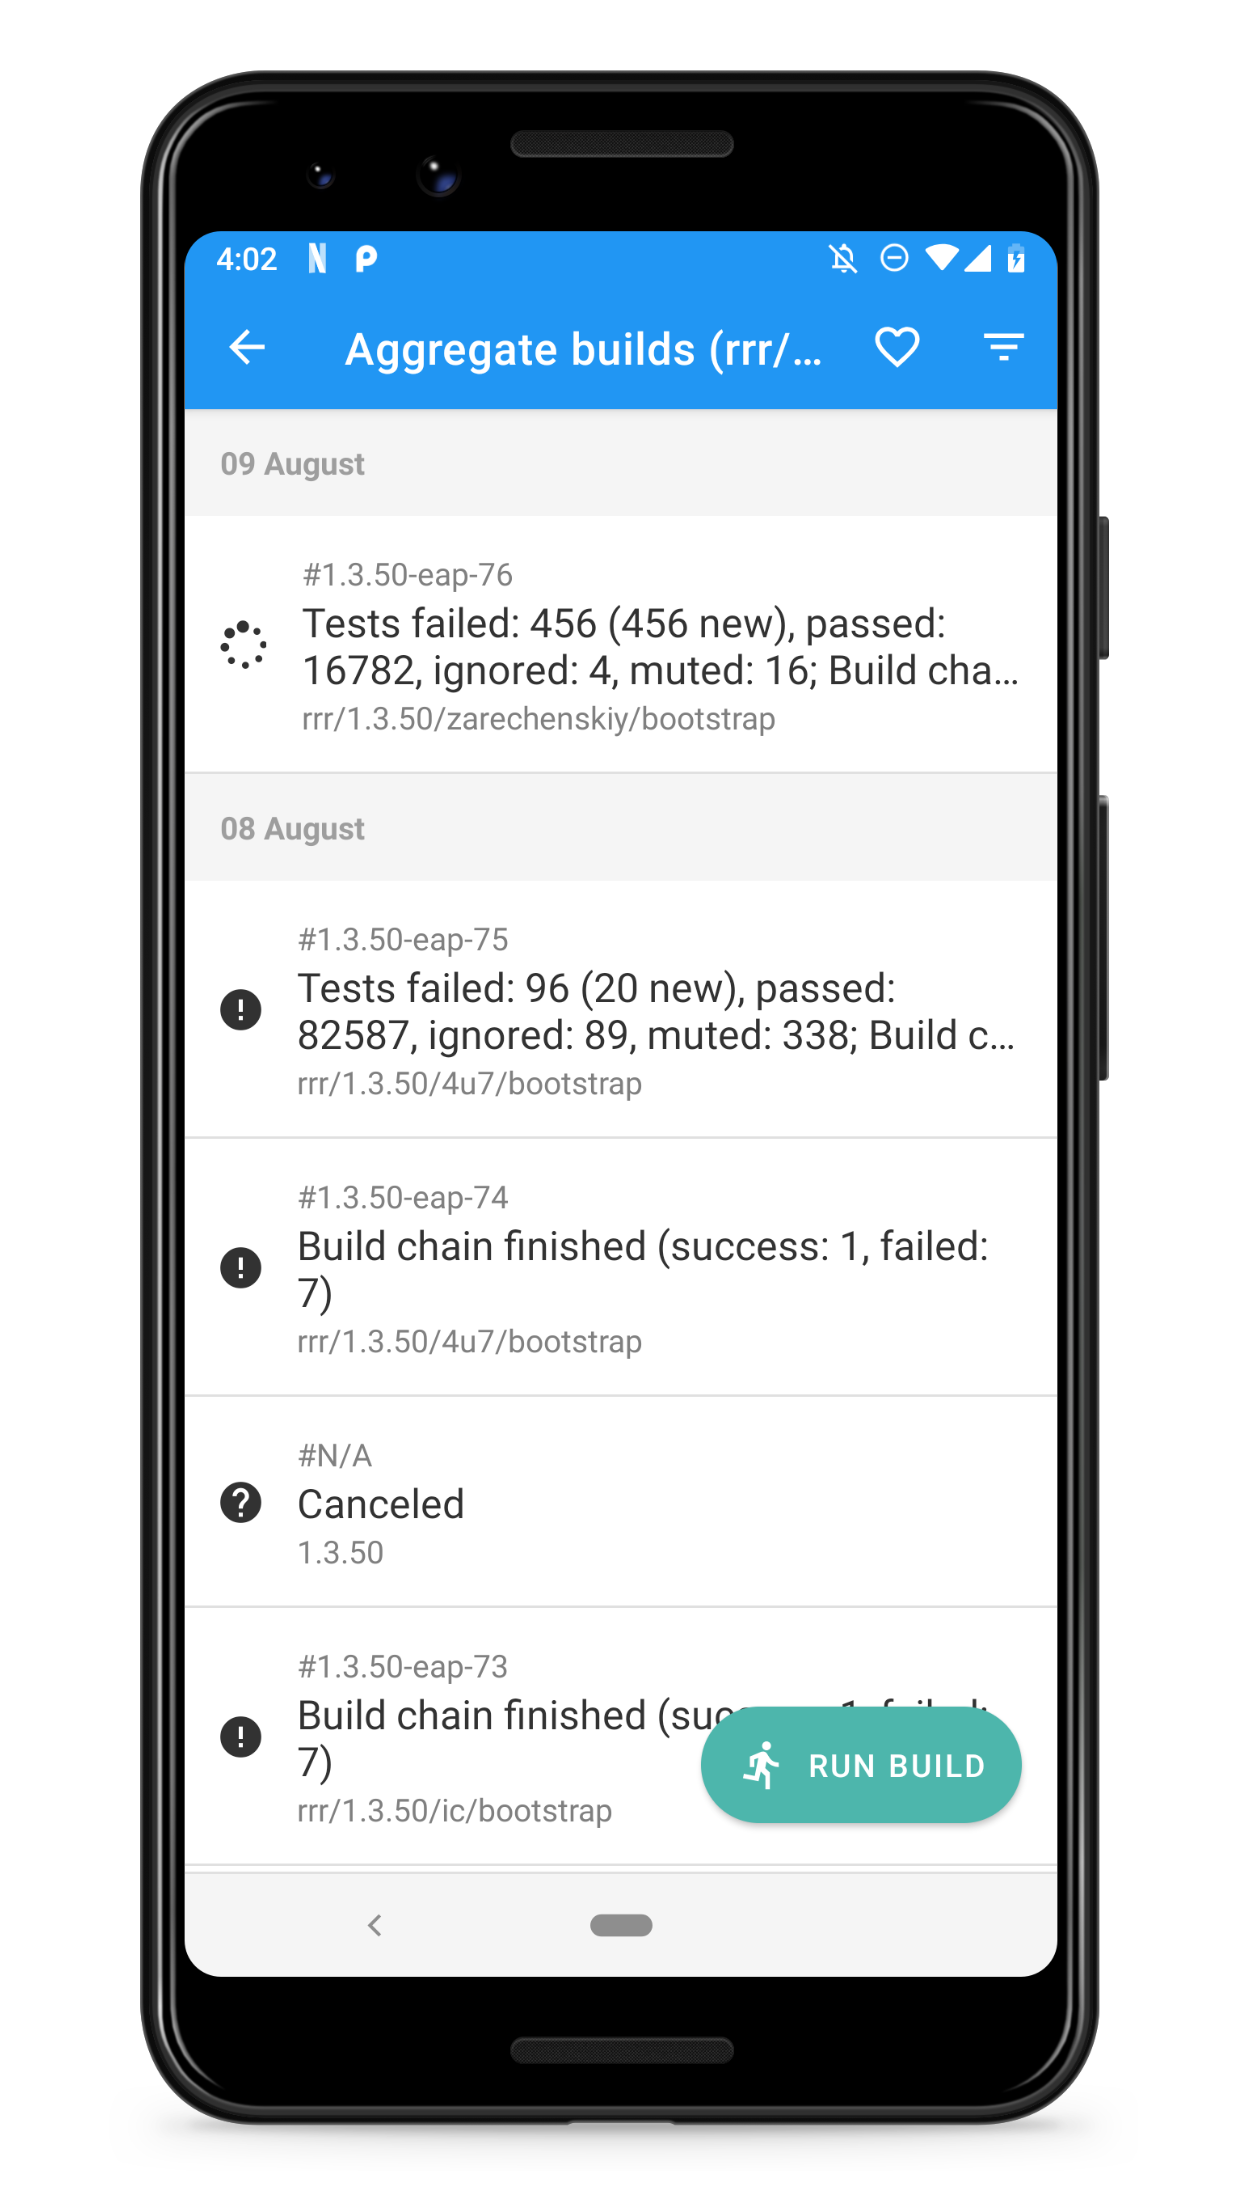 4:02 N P
Aggregate builds (rrr/…
09 August
#1.3.50-eap-76
Tests failed: 456 (456 new), passed:
16782, ignored: 4, muted: 16; Build cha…
rrr/1.3.50/zarechenskiy/bootstrap
08 August
#1.3.50-eap-75
Tests failed: 96 (20 new), passed:
82587, ignored: 89, muted: 338; Build c…
rrr/1.3.50/4u7/bootstrap
#1.3.50-eap-74
Build chain finished (success: 1, failed:
7)
rrr/1.3.50/4u7/bootstrap
#N/A
Canceled
1.3.50
#1.3.50-eap-73
Build chain finished (success: 1, failed:
7)
RUN BUILD
rrr/1.3.50/ic/bootstrap